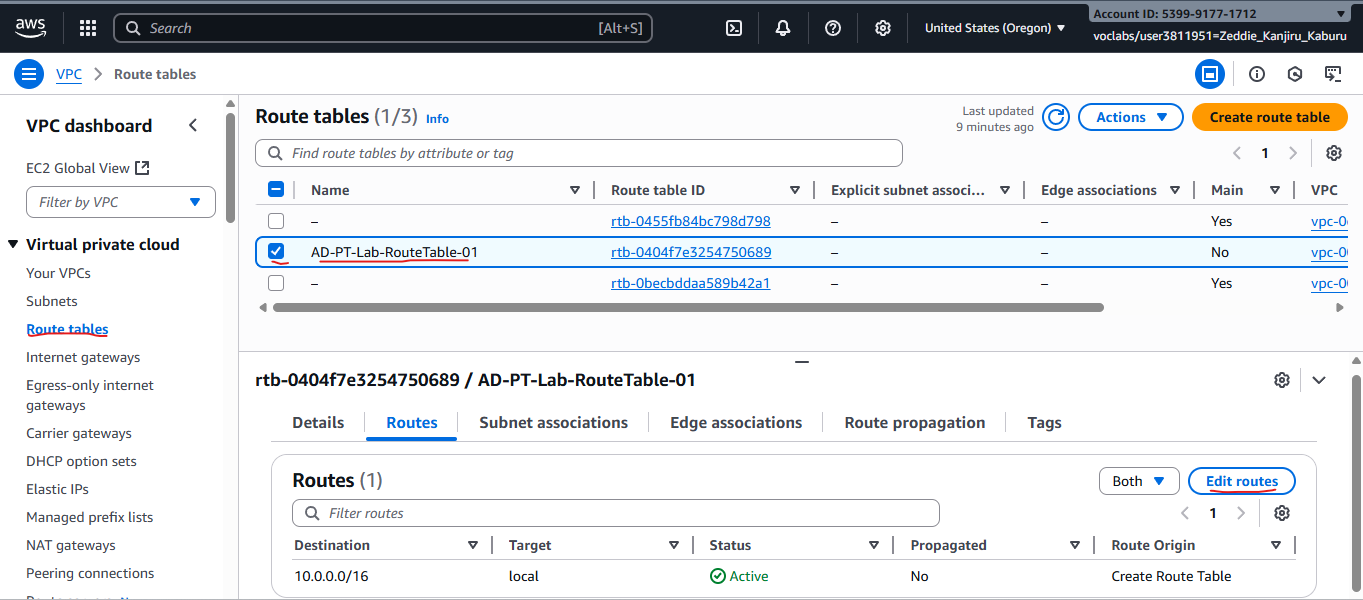 aws
Search [Alt+S]
United States (Oregon)
Account ID: 5399-9177-1712
voclabs/user3811951=Zeddie_Kanjiru_Kaburu
VPC
Route tables
VPC dashboard
EC2 Global View
Filter by VPC
Virtual private cloud
Your VPCs
Subnets
Route tables
Internet gateways
Egress-only internet
gateways
Carrier gateways
DHCP option sets
Elastic IPs
Managed prefix lists
NAT gateways
Peering connections
Route tables (1/3) Info
Last updated
9 minutes ago
Actions
Create route table
Find route tables by attribute or tag
1
Name Route table ID Explicit subnet associ... Edge associations Main VPC
– rtb-0455fb84bc798d798 – – Yes
AD-PT-Lab-RouteTable-01 rtb-0404f7e3254750689 – – No
– rtb-0becbddaa589b42a1 – – Yes
rtb-0404f7e3254750689 / AD-PT-Lab-RouteTable-01
Details Routes Subnet associations Edge associations Route propagation Tags
Routes (1)
Both
Edit routes
Filter routes
1
Destination Target Status Propagated Route Origin
10.0.0.0/16 local Active No Create Route Table